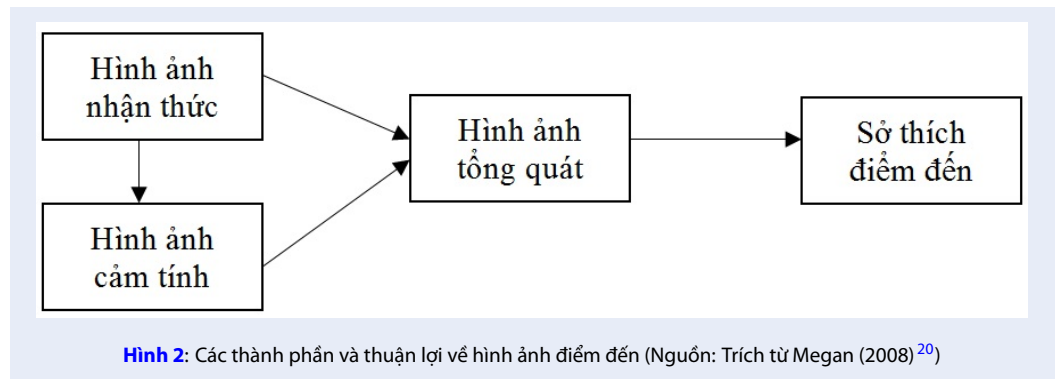 Hình ảnh
nhận thức
Hình ảnh
cảm tính
Hình ảnh
tổng quát
Sở thích
điểm đến
Hình 2: Các thành phần và thuận lợi về hình ảnh điểm đến (Nguồn: Trích từ Megan (2008) 20)